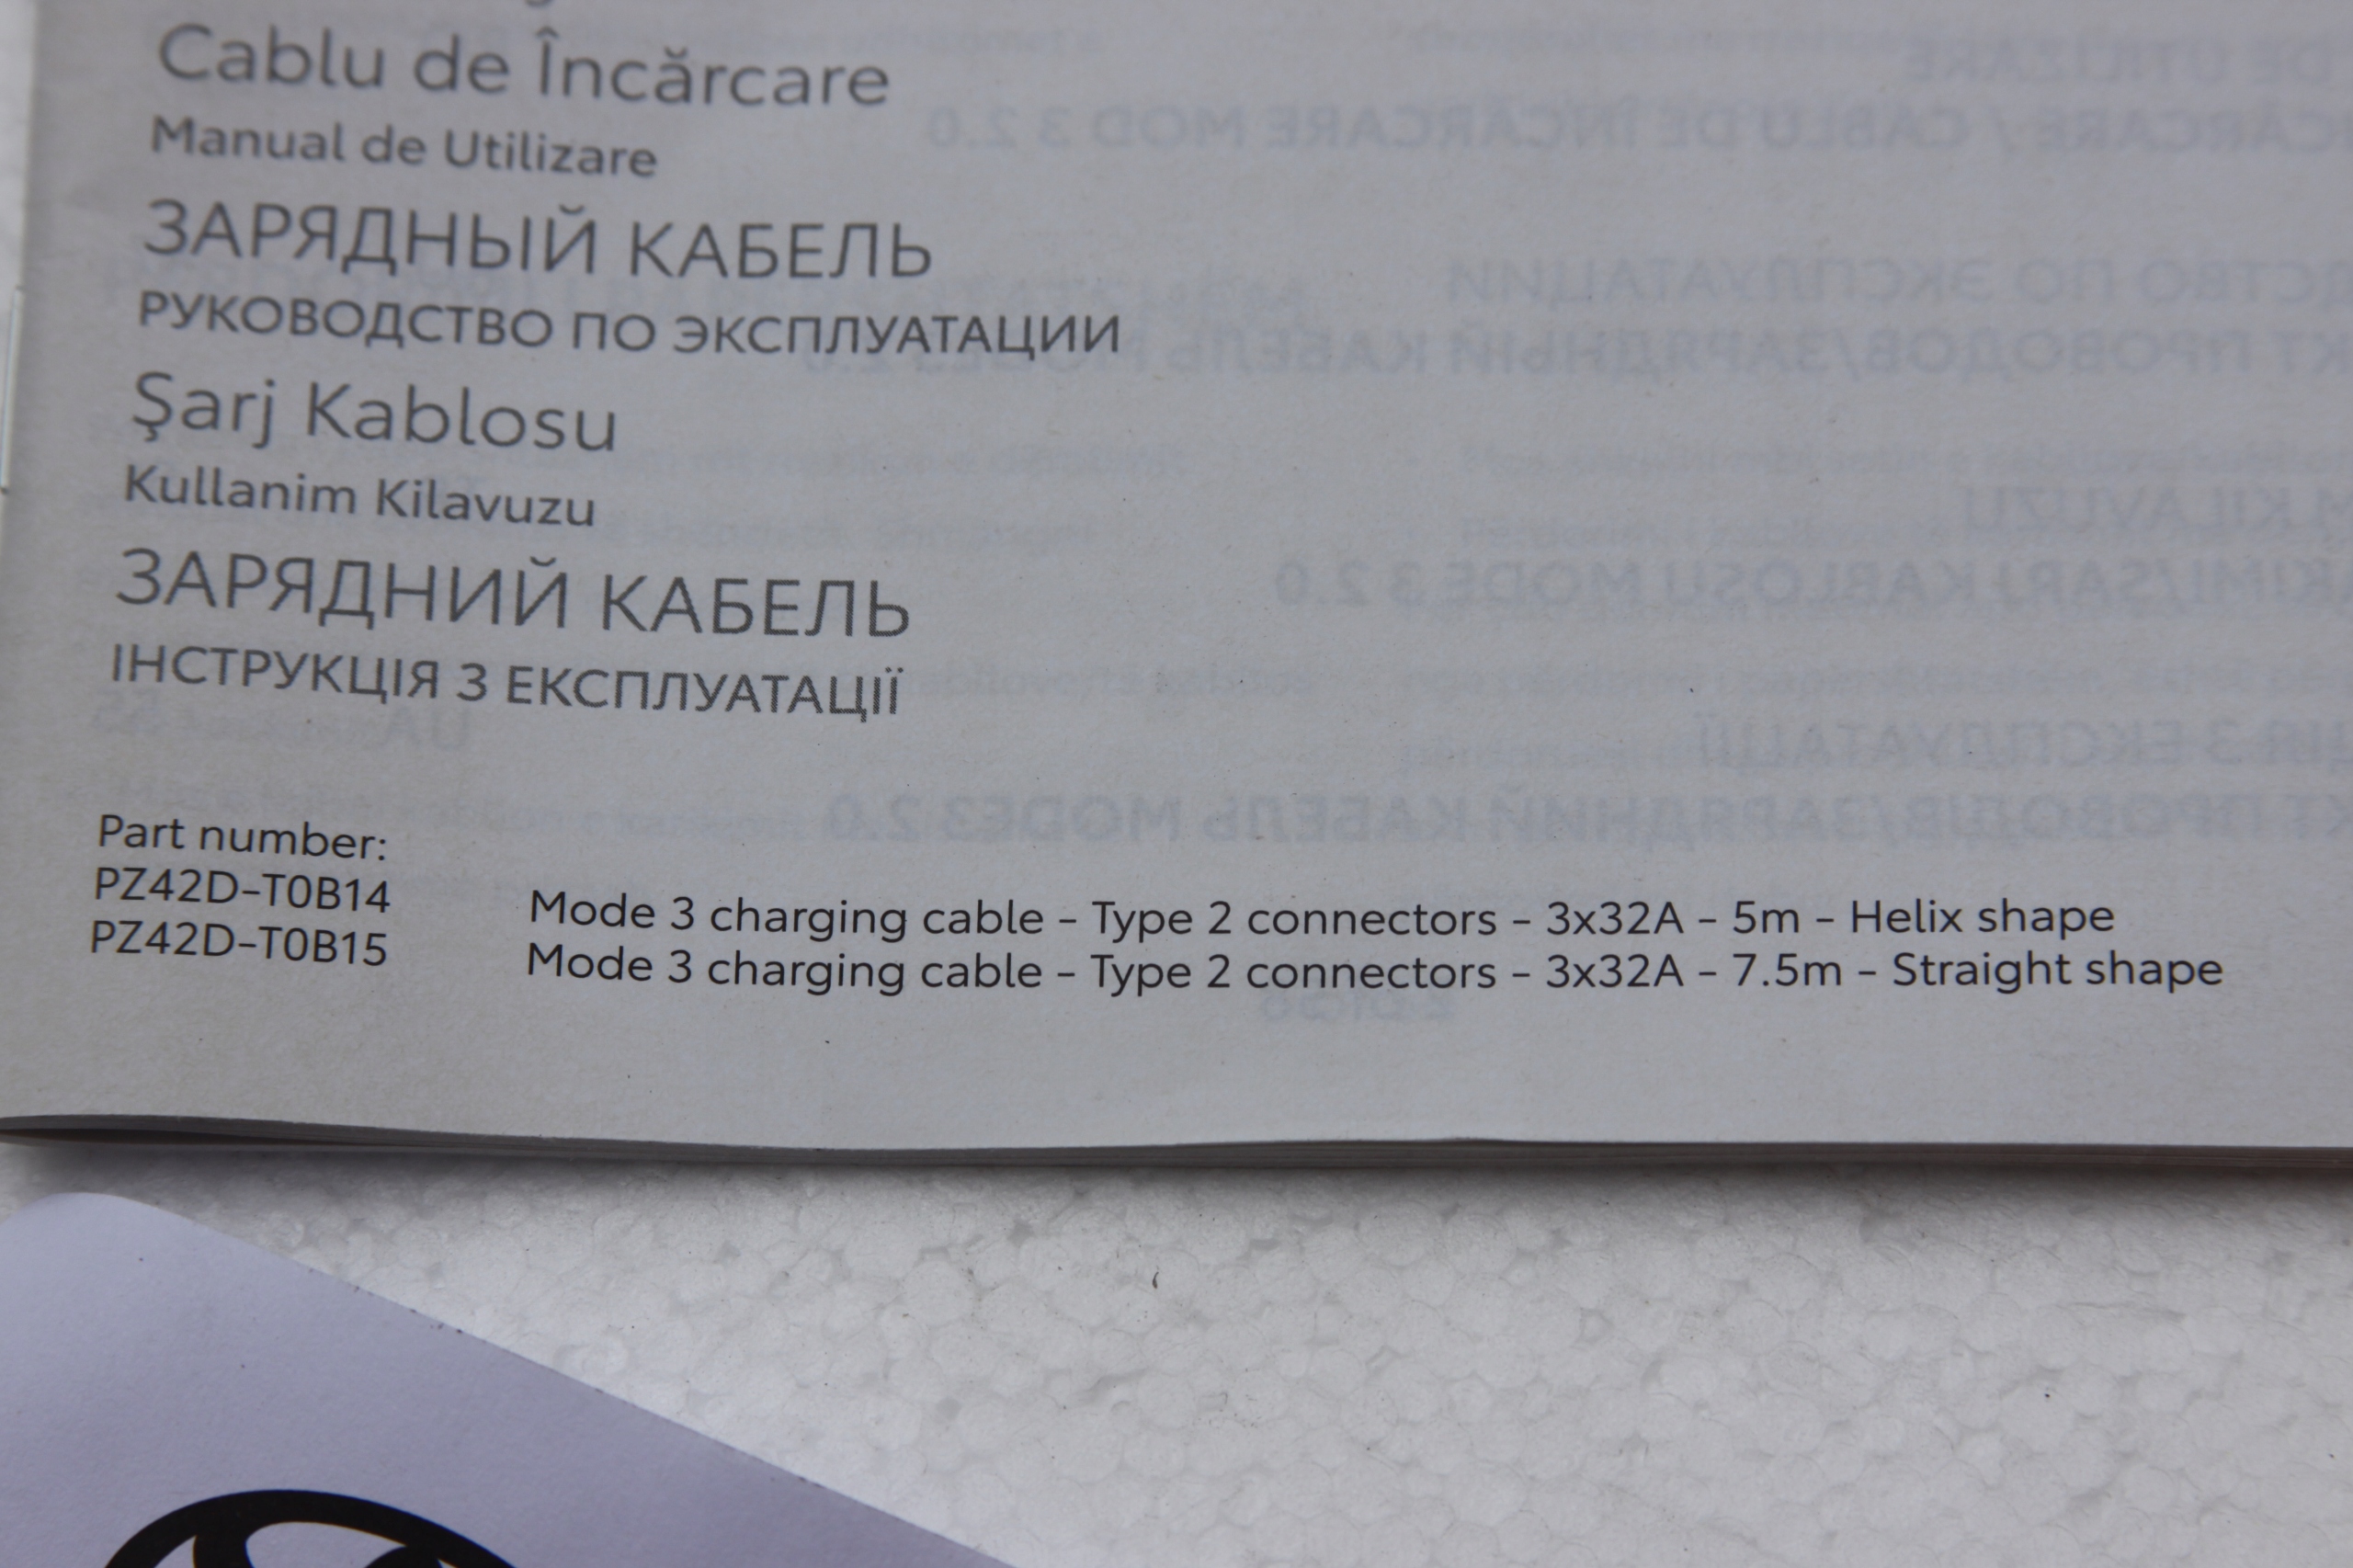 Cablu de Încărcare
Manual de Utilizare
ЗАРЯДНЫЙ КАБЕЛЬ
РУКОВОДСТВО ПО ЭКСПЛУАТАЦИИ
Şarj Kablosu
Kullanim Kilavuzu
ЗАРЯДНИЙ КАБЕЛЬ
ІНСТРУКЦІЯ З ЕКСПЛУАТАЦІЇ
Part number:
PZ42D-T0B14 Mode 3 charging cable - Type 2 connectors - 3x32A - 5m - Helix shape
PZ42D-T0B15 Mode 3 charging cable - Type 2 connectors - 3x32A - 7.5m - Straight shape